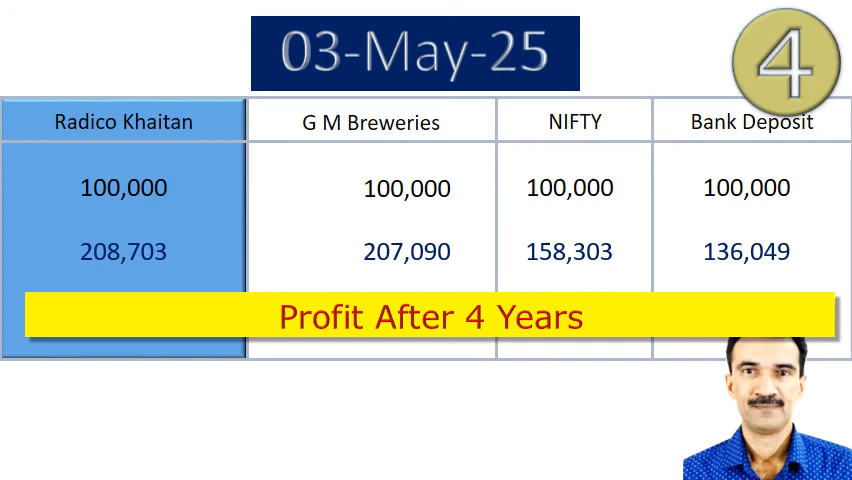 03-May-25
4
Radico Khaitan G M Breweries NIFTY Bank Deposit
100,000 100,000 100,000 100,000
208,703 207,090 158,303 136,049
Profit After 4 Years